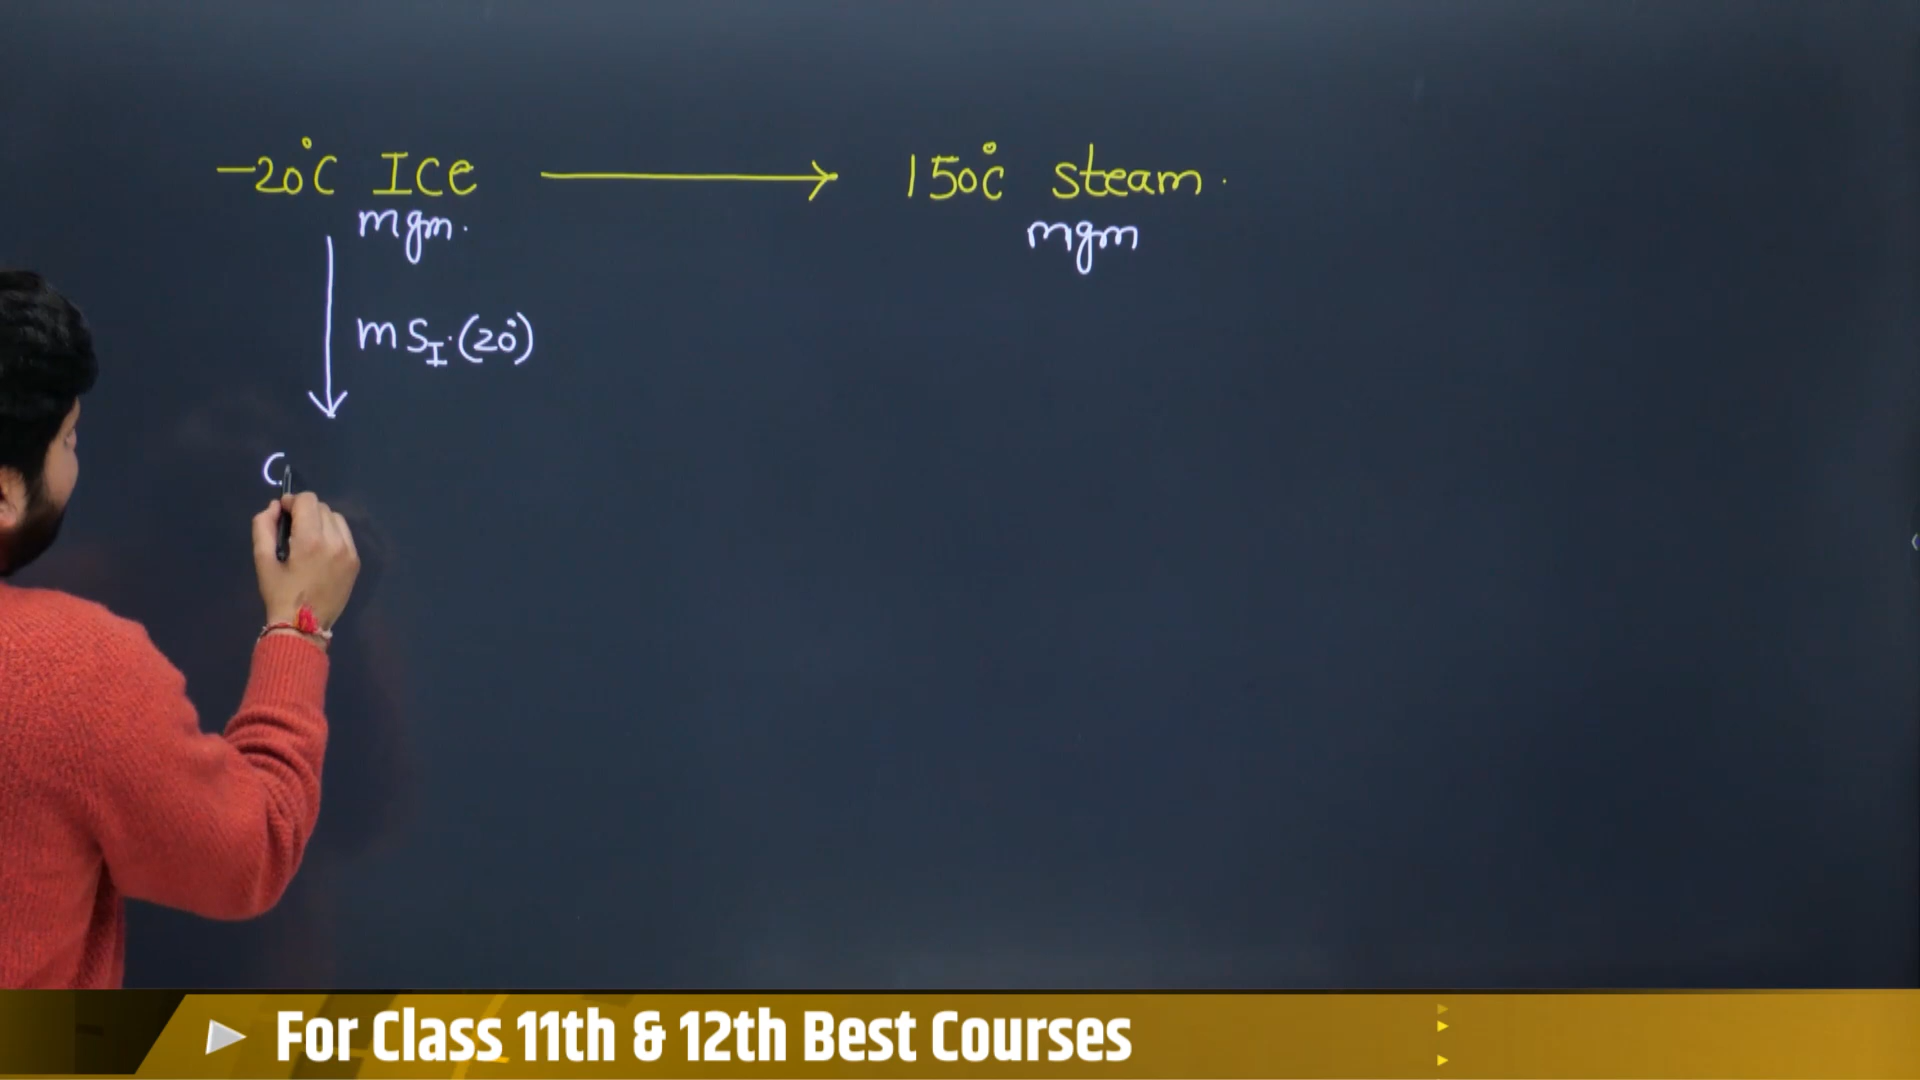 -20°C ICe → 150°C steam.
mgm. mgm
mS_I.(20°)
For Class 11th & 12th Best Courses